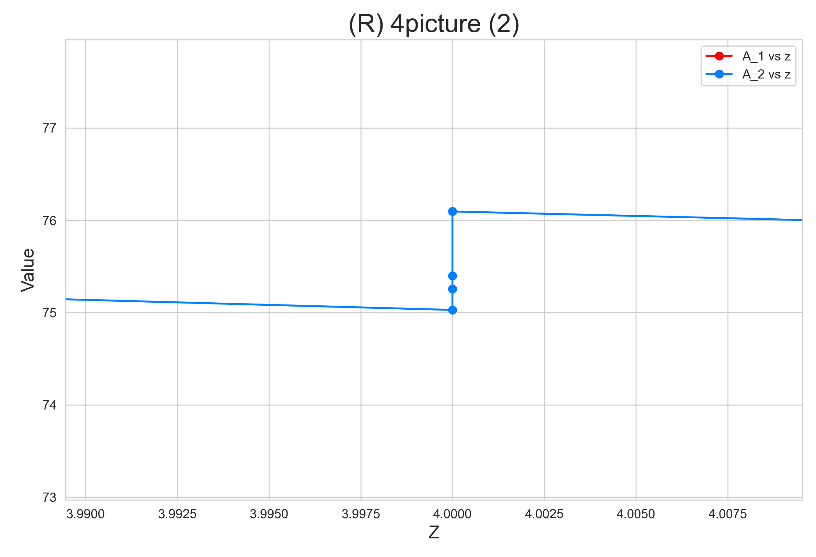 (R) 4picture (2)
A_1 vs z
A_2 vs z
Value
77
76
75
74
73
3.9900 3.9925 3.9950 3.9975 4.0000 4.0025 4.0050 4.0075
Z